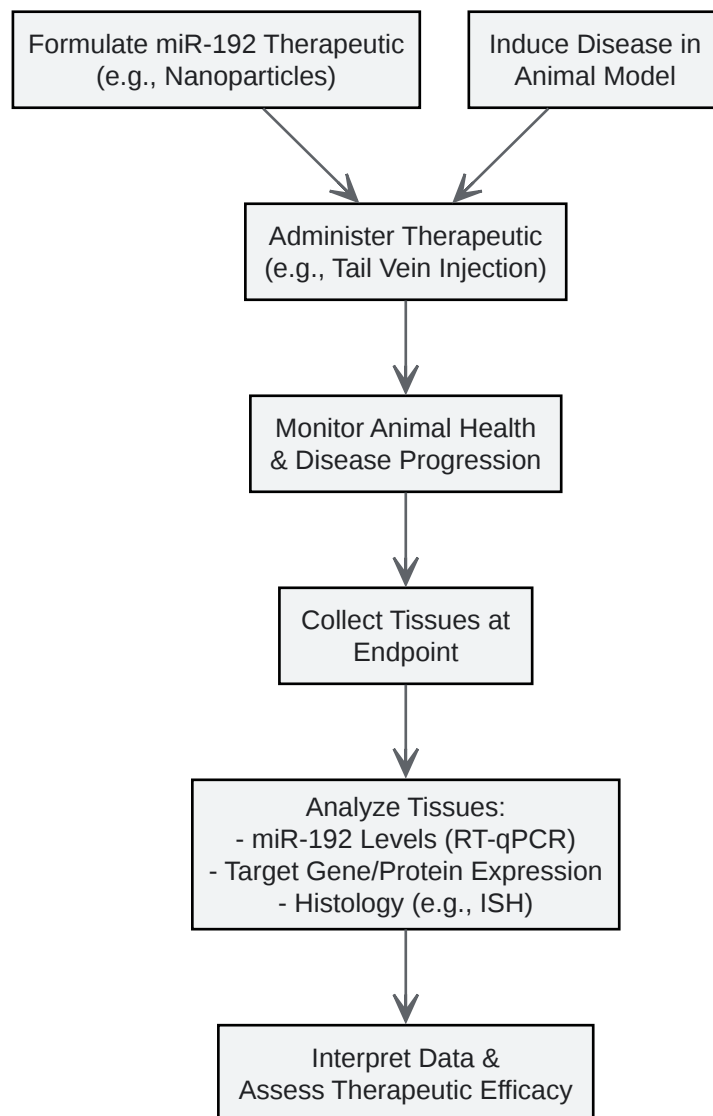 Formulate miR-192 Therapeutic
(e.g., Nanoparticles)
Induce Disease in
Animal Model
Administer Therapeutic
(e.g., Tail Vein Injection)
Monitor Animal Health
& Disease Progression
Collect Tissues at
Endpoint
Analyze Tissues:
- miR-192 Levels (RT-qPCR)
- Target Gene/Protein Expression
- Histology (e.g., ISH)
Interpret Data &
Assess Therapeutic Efficacy